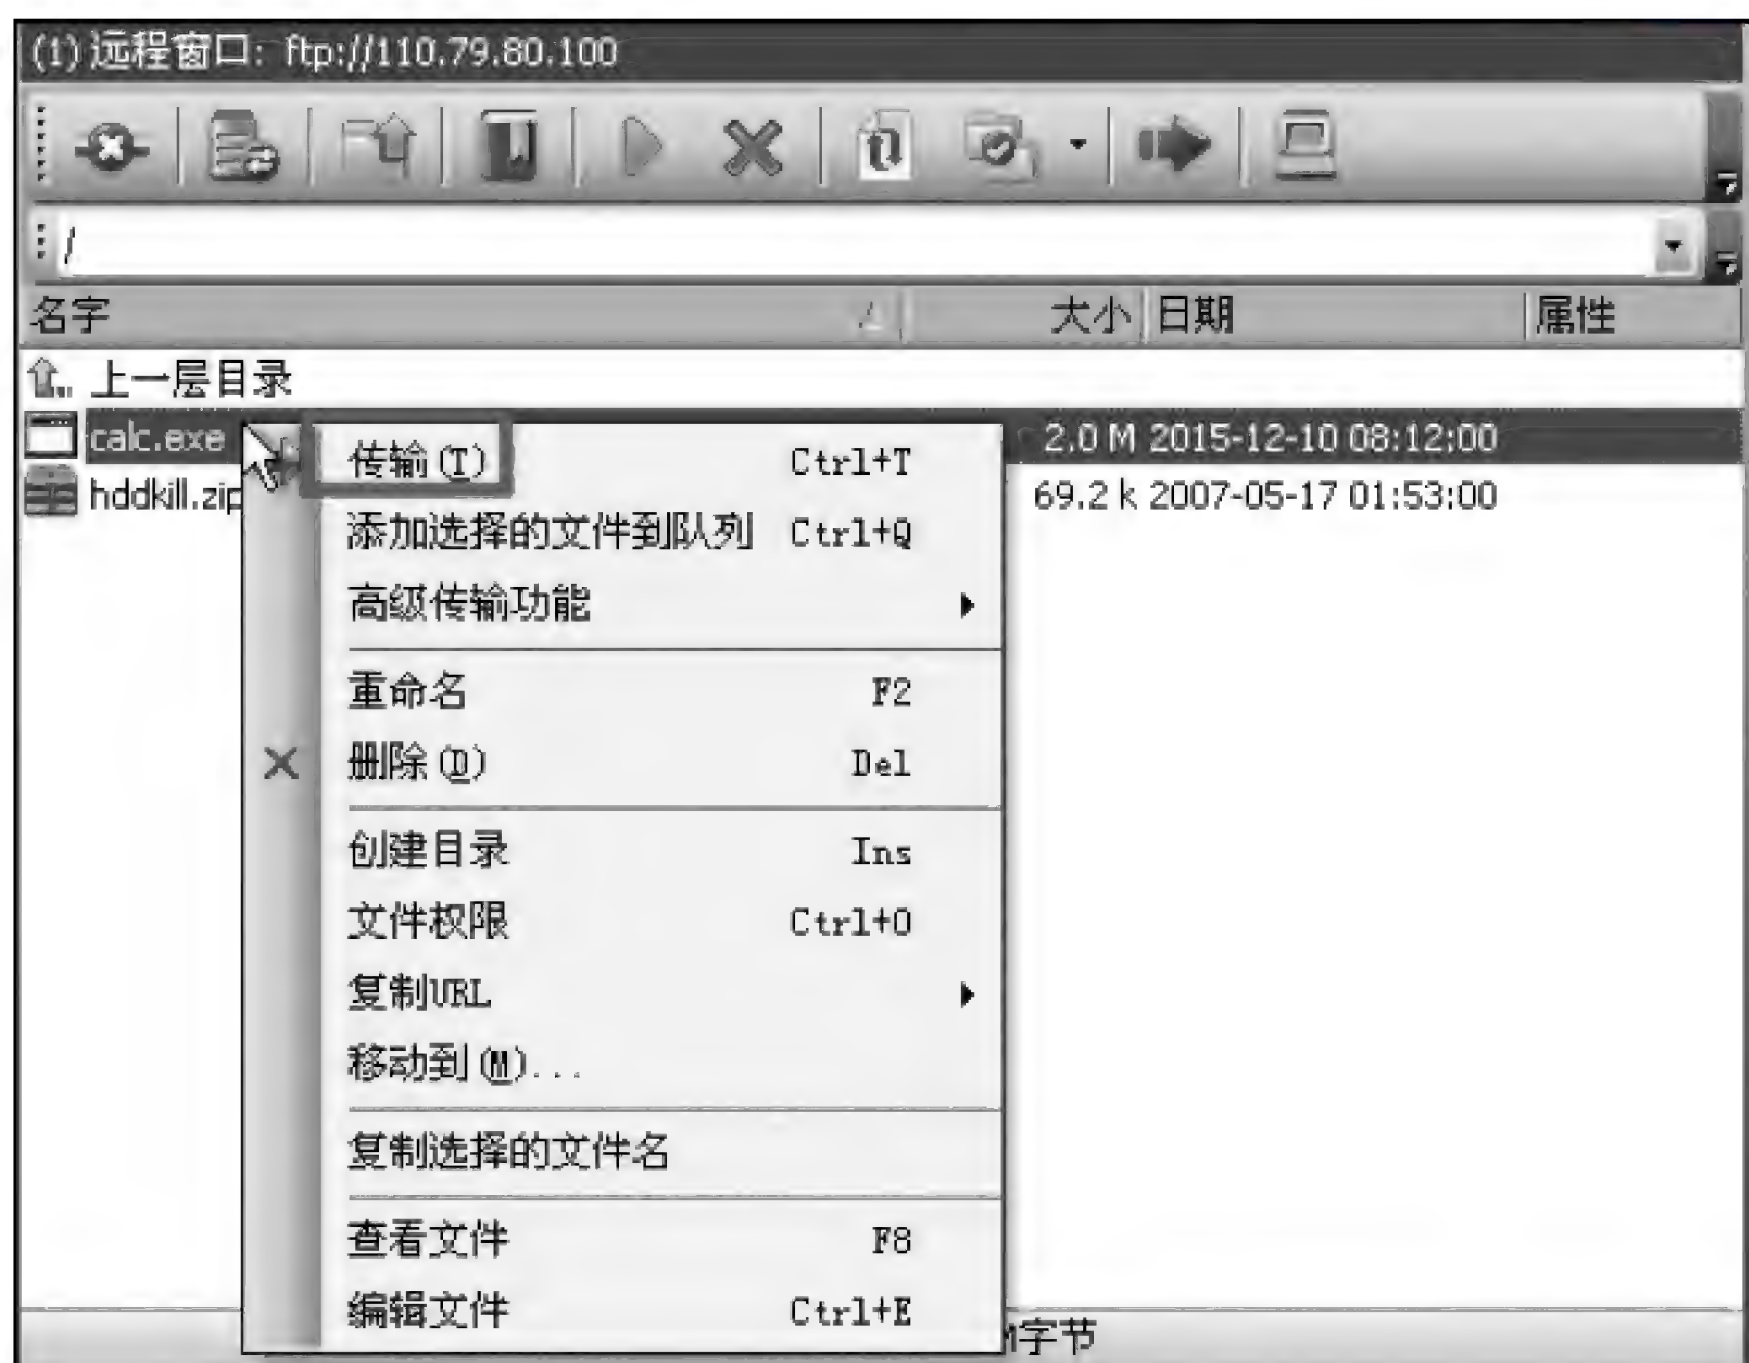 (1) 远程窗口: ftp://110.79.80.100
/
名字 大小 日期 属性
上一层目录
calc.exe 2.0 M 2015-12-10 08:12:00
hddkill.zip 69.2 k 2007-05-17 01:53:00
传输(T) Ctrl+T
添加选择的文件到队列 Ctrl+Q
高级传输功能
重命名 F2
删除(D) Del
创建目录 Ins
文件权限 Ctrl+O
复制URL
移动到(M)...
复制选择的文件名
查看文件 F8
编辑文件 Ctrl+E
字节